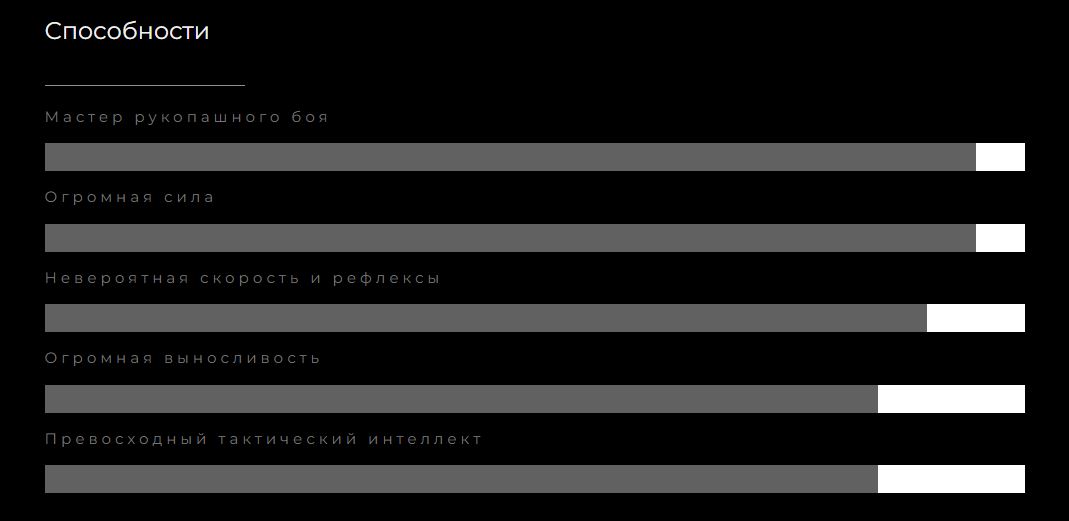 Способности
Мастер рукопашного боя
Огромная сила
Невероятная скорость и рефлексы
Огромная выносливость
Превосходный тактический интеллект